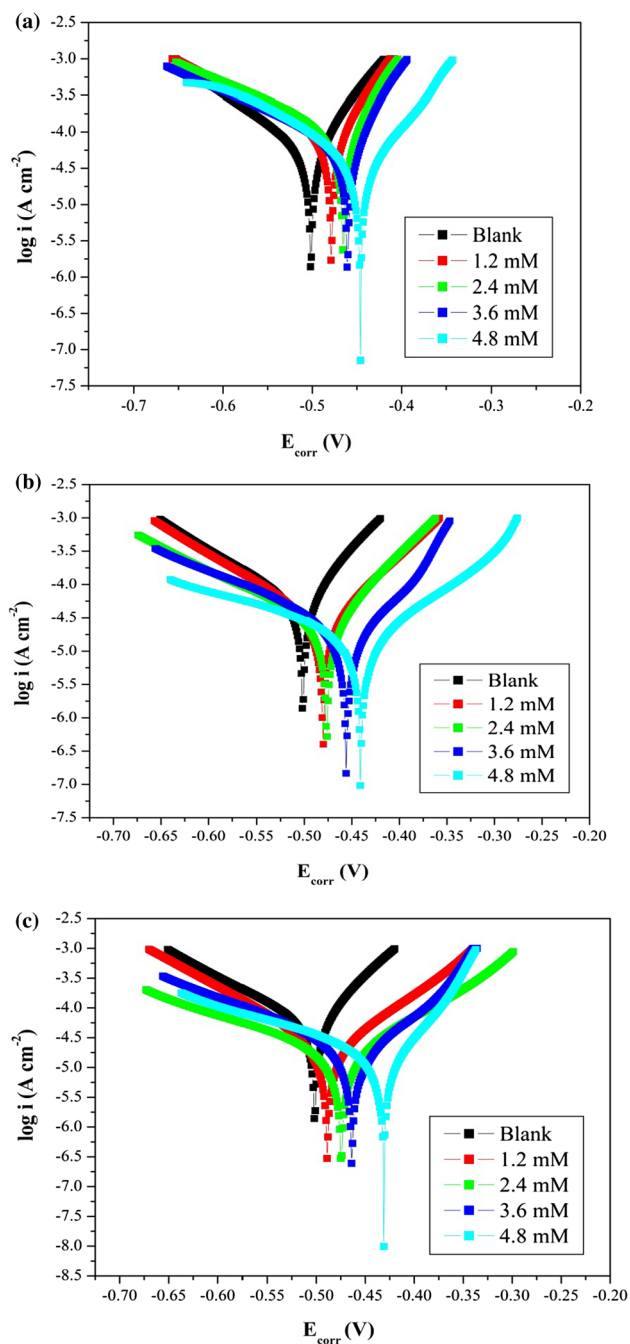 (a)
-2.5
-3.0
-3.5
-4.0
-4.5
-5.0
-5.5
-6.0
-6.5
-7.0
-7.5
log i (A cm-2)
Blank
1.2 mM
2.4 mM
3.6 mM
4.8 mM
-0.7 -0.6 -0.5 -0.4 -0.3 -0.2
Ecorr (V)
(b)
-2.5
-3.0
-3.5
-4.0
-4.5
-5.0
-5.5
-6.0
-6.5
-7.0
-7.5
log i (A cm-2)
Blank
1.2 mM
2.4 mM
3.6 mM
4.8 mM
-0.70 -0.65 -0.60 -0.55 -0.50 -0.45 -0.40 -0.35 -0.30 -0.25 -0.20
Ecorr (V)
(c)
-2.5
-3.0
-3.5
-4.0
-4.5
-5.0
-5.5
-6.0
-6.5
-7.0
-7.5
-8.0
-8.5
log i (A cm-2)
Blank
1.2 mM
2.4 mM
3.6 mM
4.8 mM
-0.70 -0.65 -0.60 -0.55 -0.50 -0.45 -0.40 -0.35 -0.30 -0.25 -0.20
Ecorr (V)